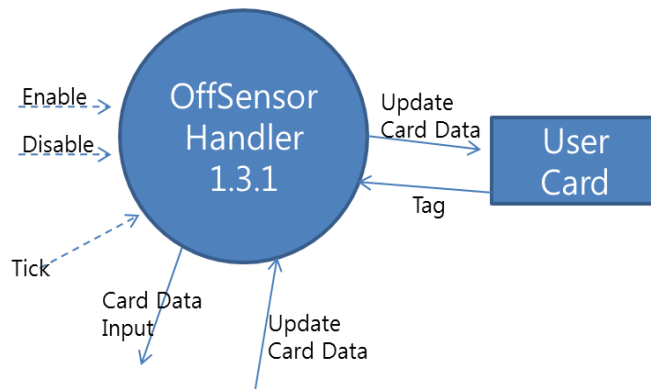 Enable
Disable
Tick
OffSensor
Handler
1.3.1
Update
Card Data
Tag
User
Card
Card Data
Input
Update
Card Data